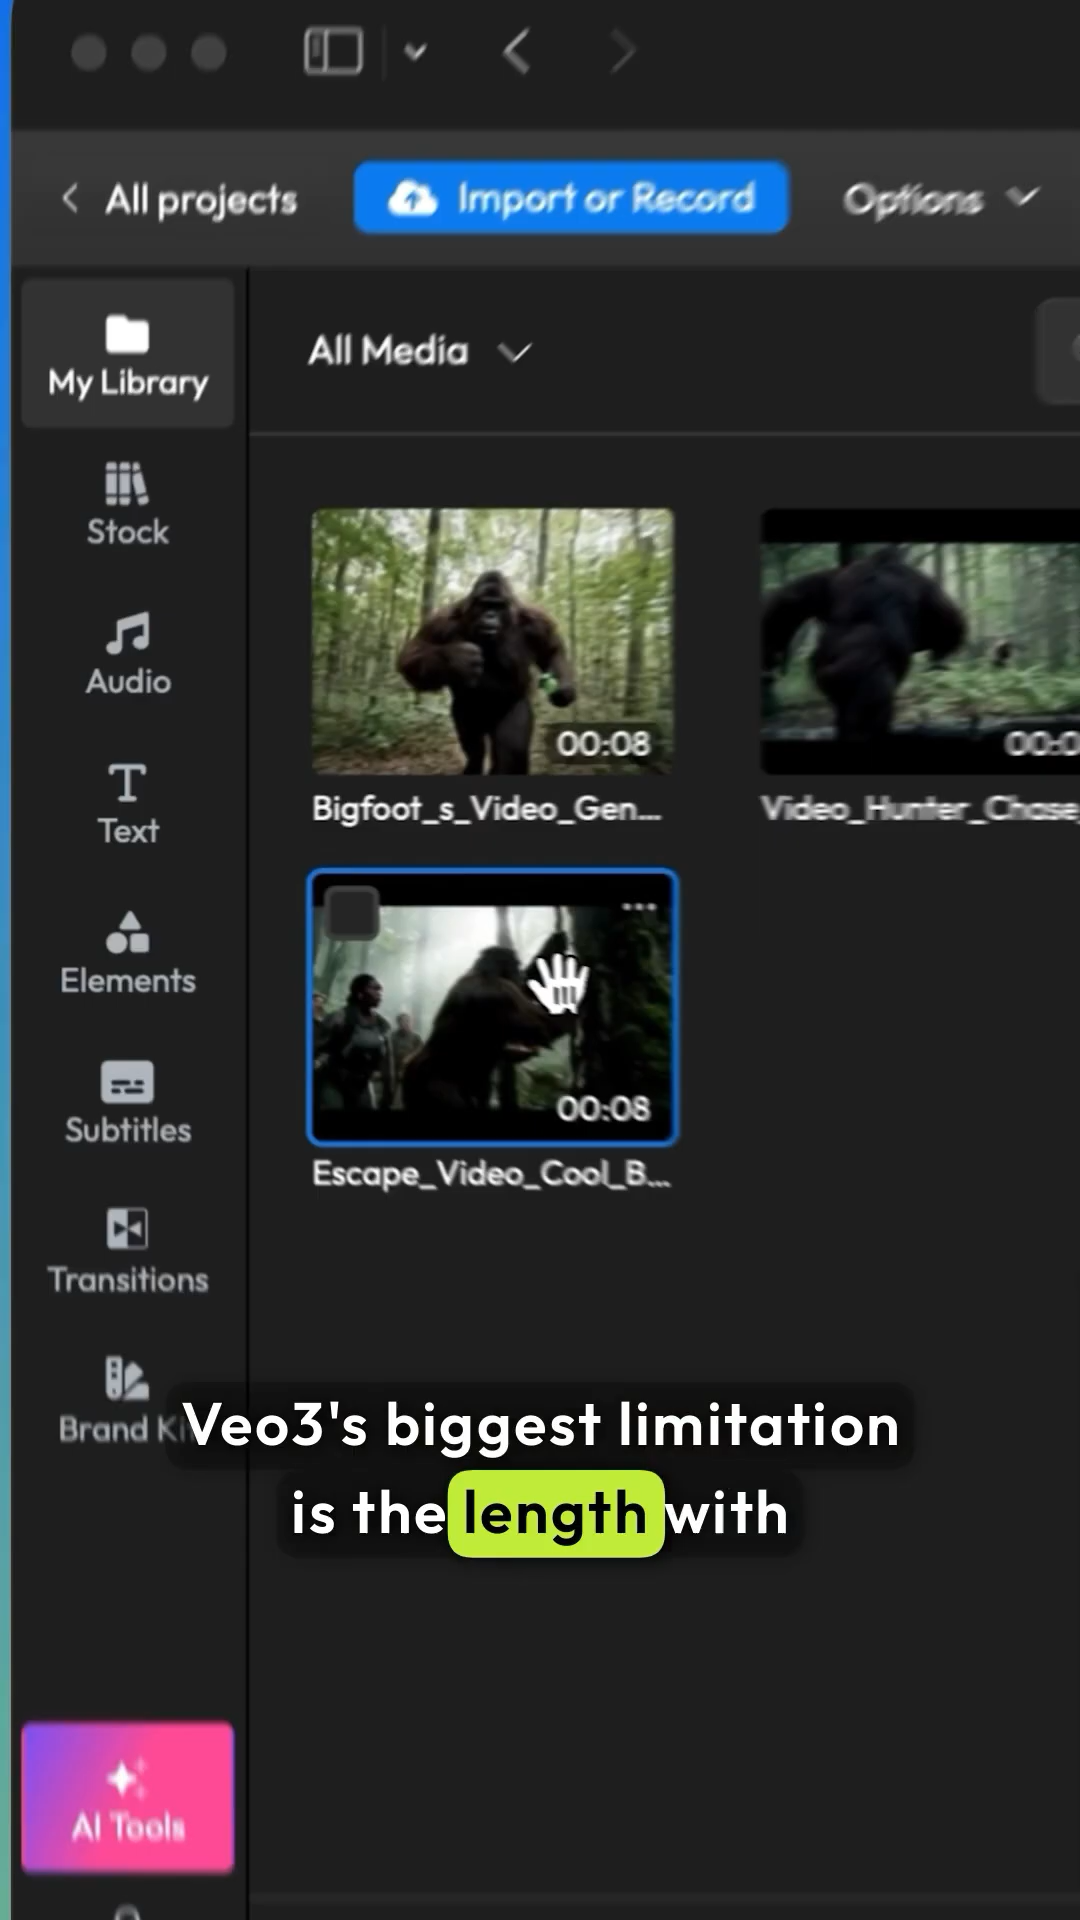 All projects
Import or Record
Options
My Library
All Media
Stock
Audio
Text
Elements
Subtitles
Transitions
Brand
00:08
Bigfoot_s_Video_Gen...
Video_Hunter_Chase
00:08
Escape_Video_Cool_B...
Veo3's biggest limitation
is the length with
AI Tools